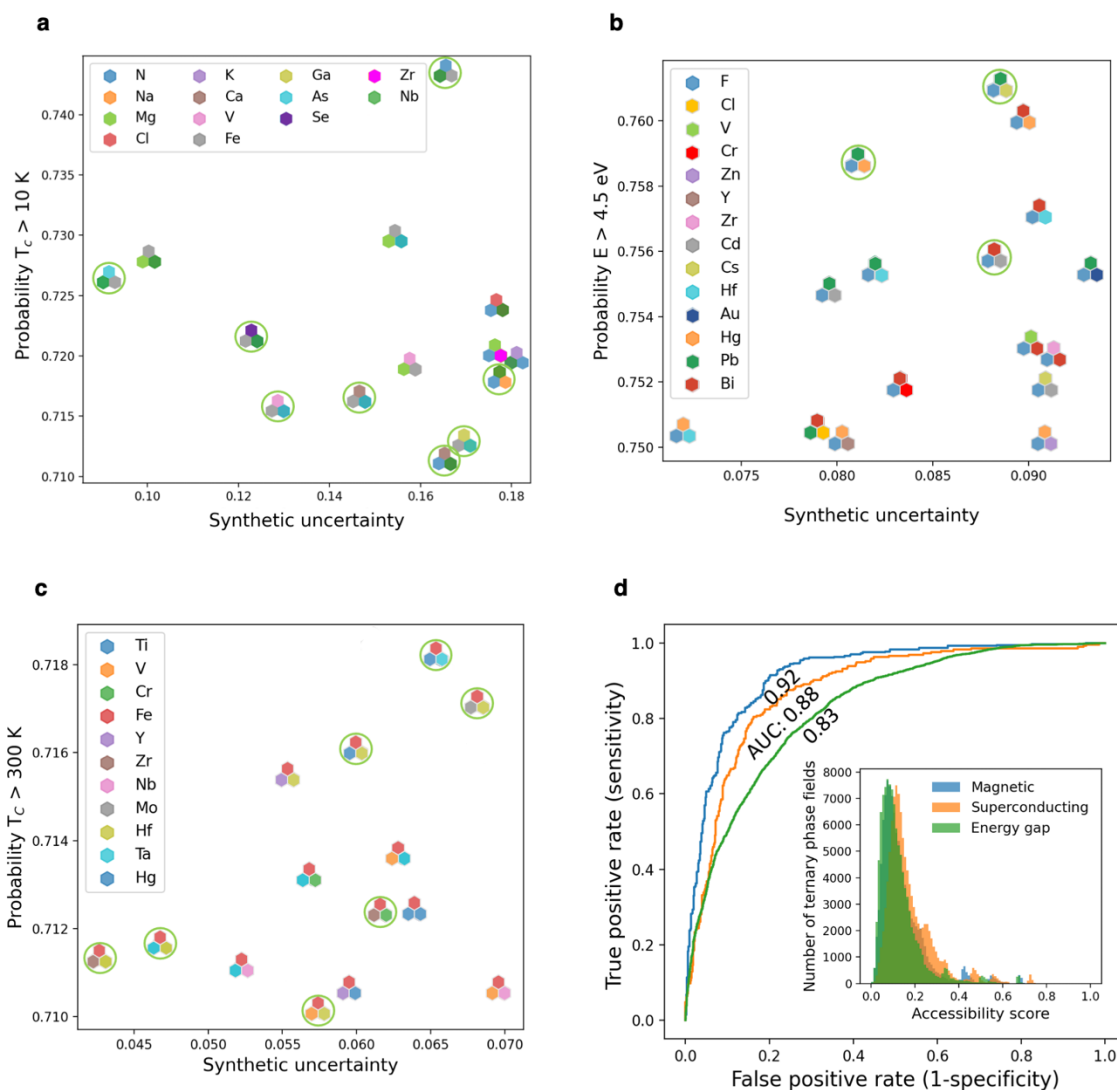 a
N K Ga Zr
Na Ca As Nb
Mg V Se
Cl Fe
0.740
0.735
0.730
0.725
0.720
0.715
0.710
Probability T_c > 10 K
0.10 0.12 0.14 0.16 0.18
Synthetic uncertainty
b
F
Cl
V
Cr
Zn
Y
Zr
Cd
Cs
Hf
Au
Hg
Pb
Bi
0.760
0.758
0.756
0.754
0.752
0.750
Probability E > 4.5 eV
0.075 0.080 0.085 0.090
Synthetic uncertainty
c
Ti
V
Cr
Fe
Y
Zr
Nb
Mo
Hf
Ta
Hg
0.718
0.716
0.714
0.712
0.710
Probability T_C > 300 K
0.045 0.050 0.055 0.060 0.065 0.070
Synthetic uncertainty
d
1.0
0.8
0.6
0.4
0.2
0.0
True positive rate (sensitivity)
0.92
AUC: 0.88
0.83
8000
7000
6000
5000
4000
3000
2000
1000
0
Number of ternary phase fields
Magnetic
Superconducting
Energy gap
0.0 0.2 0.4 0.6 0.8 1.0
Accessibility score
0.0 0.2 0.4 0.6 0.8 1.0
False positive rate (1-specificity)